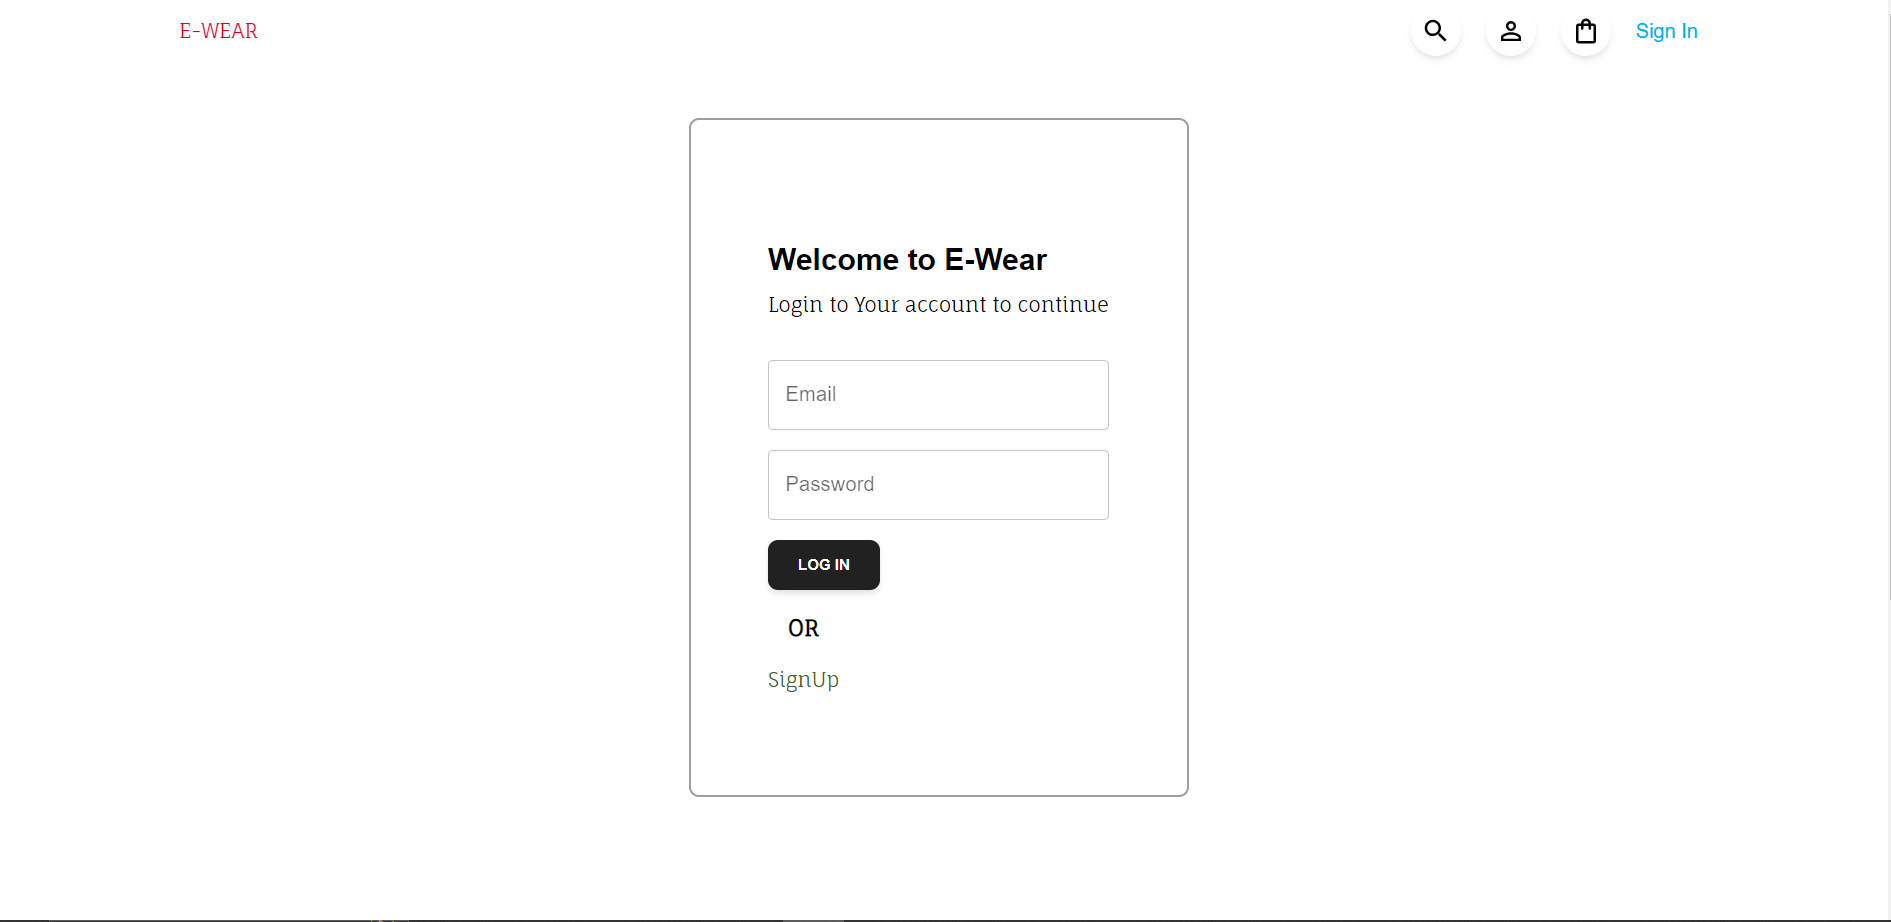 E-WEAR
Sign In
Welcome to E-Wear
Login to Your account to continue
Email
Password
LOG IN
OR
SignUp